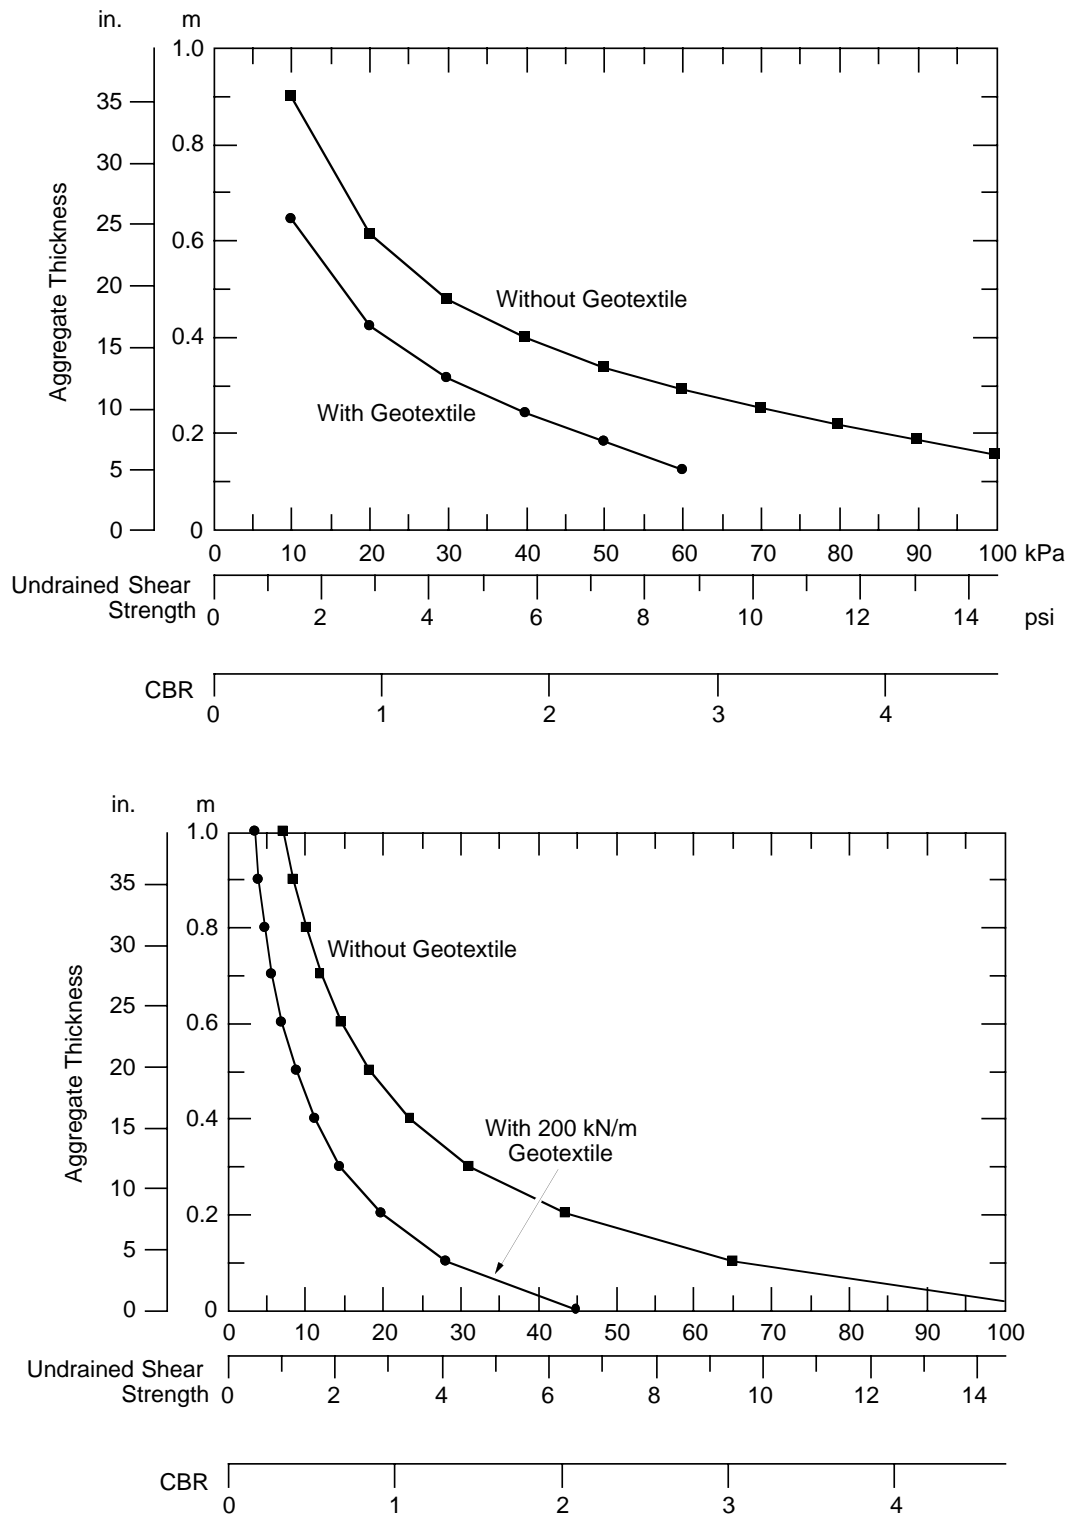 in. m
1.0
35
0.8
30
25
0.6
Aggregate Thickness
20
Without Geotextile
15
0.4
With Geotextile
10
0.2
5
0 0
0 10 20 30 40 50 60 70 80 90 100 kPa
Undrained Shear
Strength
0 2 4 6 8 10 12 14 psi
CBR
0 1 2 3 4
in. m
1.0
35
0.8
Without Geotextile
30
25
0.6
Aggregate Thickness
20
15
0.4
With 200 kN/m
Geotextile
10
0.2
5
0 0
0 10 20 30 40 50 60 70 80 90 100
Undrained Shear
Strength 0 2 4 6 8 10 12 14
CBR
0 1 2 3 4